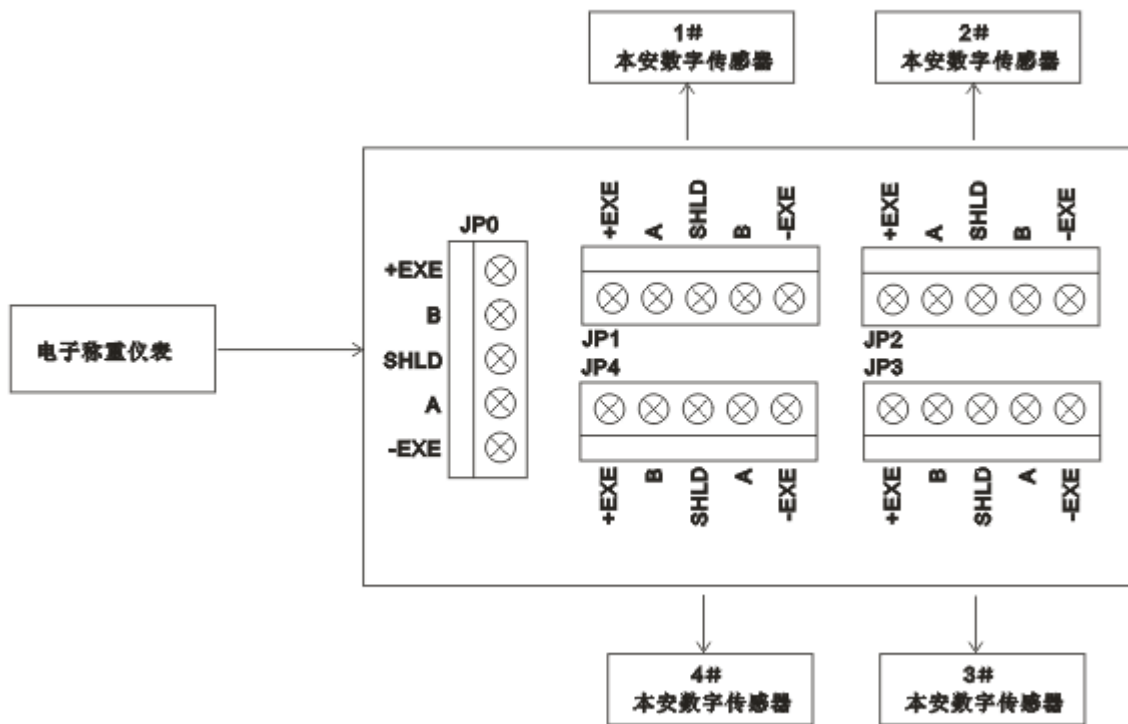 1#
本安数字传感器
2#
本安数字传感器
+EXE A SHLD B -EXE
+EXE A SHLD B -EXE
JP0
+EXE
B
SHLD
A
-EXE
电子称重仪表
JP1
JP2
JP4
JP3
+EXE B SHLD A -EXE
+EXE B SHLD A -EXE
4#
本安数字传感器
3#
本安数字传感器